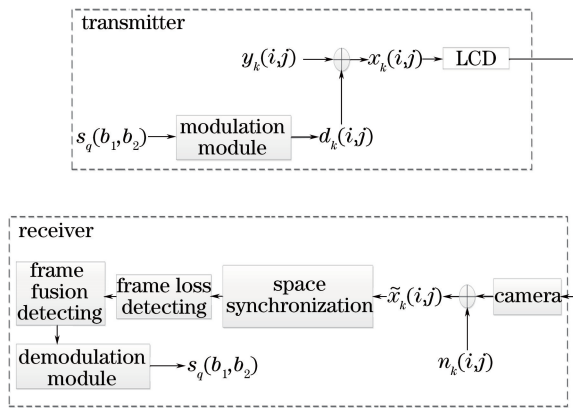 transmitter
y_k(i,j)
x_k(i,j)
LCD
s_q(b_1,b_2)
modulation
module
d_k(i,j)
receiver
frame
fusion
detecting
frame loss
detecting
space
synchronization
x̃_k(i,j)
camera
n_k(i,j)
demodulation
module
s_q(b_1,b_2)